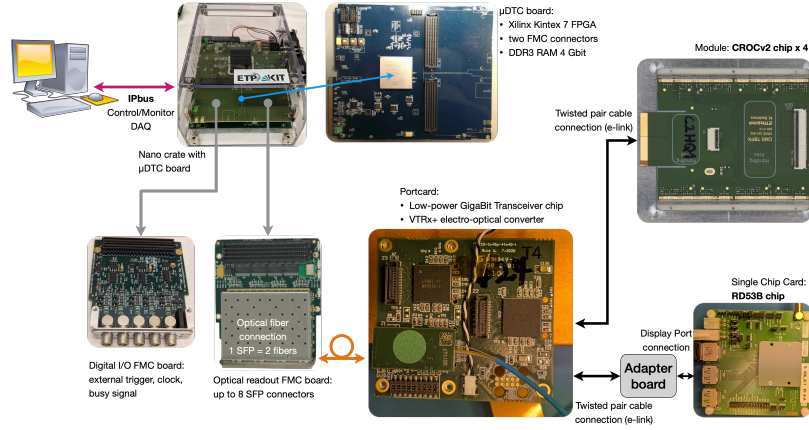 µDTC board:
• Xilinx Kintex 7 FPGA
• two FMC connectors
• DDR3 RAM 4 Gbit
Module: CROCv2 chip x 4
ETP KIT
IPbus
Control/Monitor
DAQ
Twisted pair cable
connection (e-link)
Nano crate with
µDTC board
Portcard:
• Low-power GigaBit Transceiver chip
• VTRx+ electro-optical converter
T4
Single Chip Card:
RD53B chip
Optical fiber
connection
1 SFP = 2 fibers
Display Port
connection
Adapter
board
Digital I/O FMC board:
external trigger, clock,
busy signal
Optical readout FMC board:
up to 8 SFP connectors
Twisted pair cable
connection (e-link)